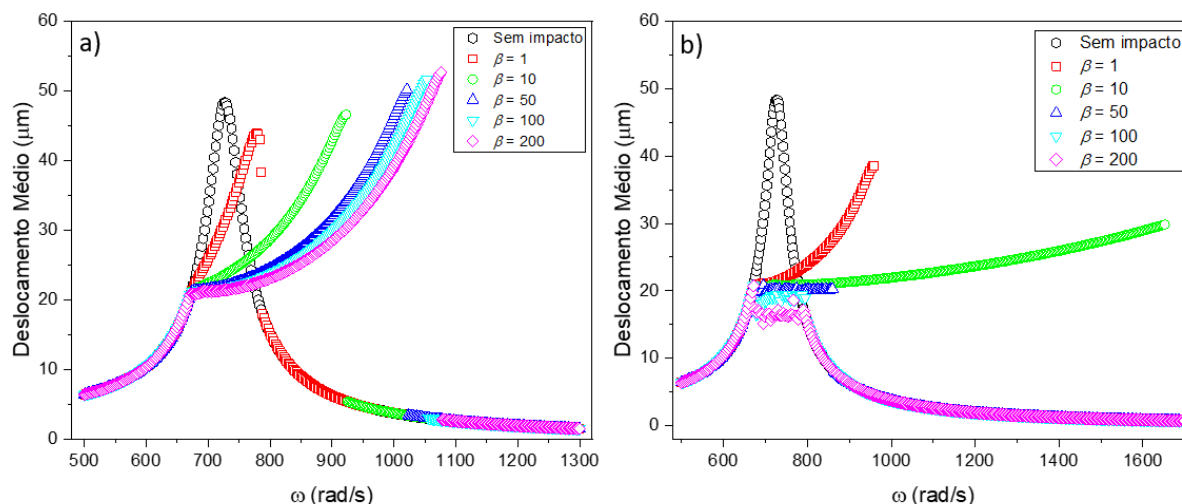 a)
Sem impacto
β = 1
β = 10
β = 50
β = 100
β = 200
Deslocamento Médio (μm)
60
50
40
30
20
10
0
500 600 700 800 900 1000 1100 1200 1300
ω (rad/s)
b)
Sem impacto
β = 1
β = 10
β = 50
β = 100
β = 200
Deslocamento Médio (μm)
60
50
40
30
20
10
0
600 800 1000 1200 1400 1600
ω (rad/s)